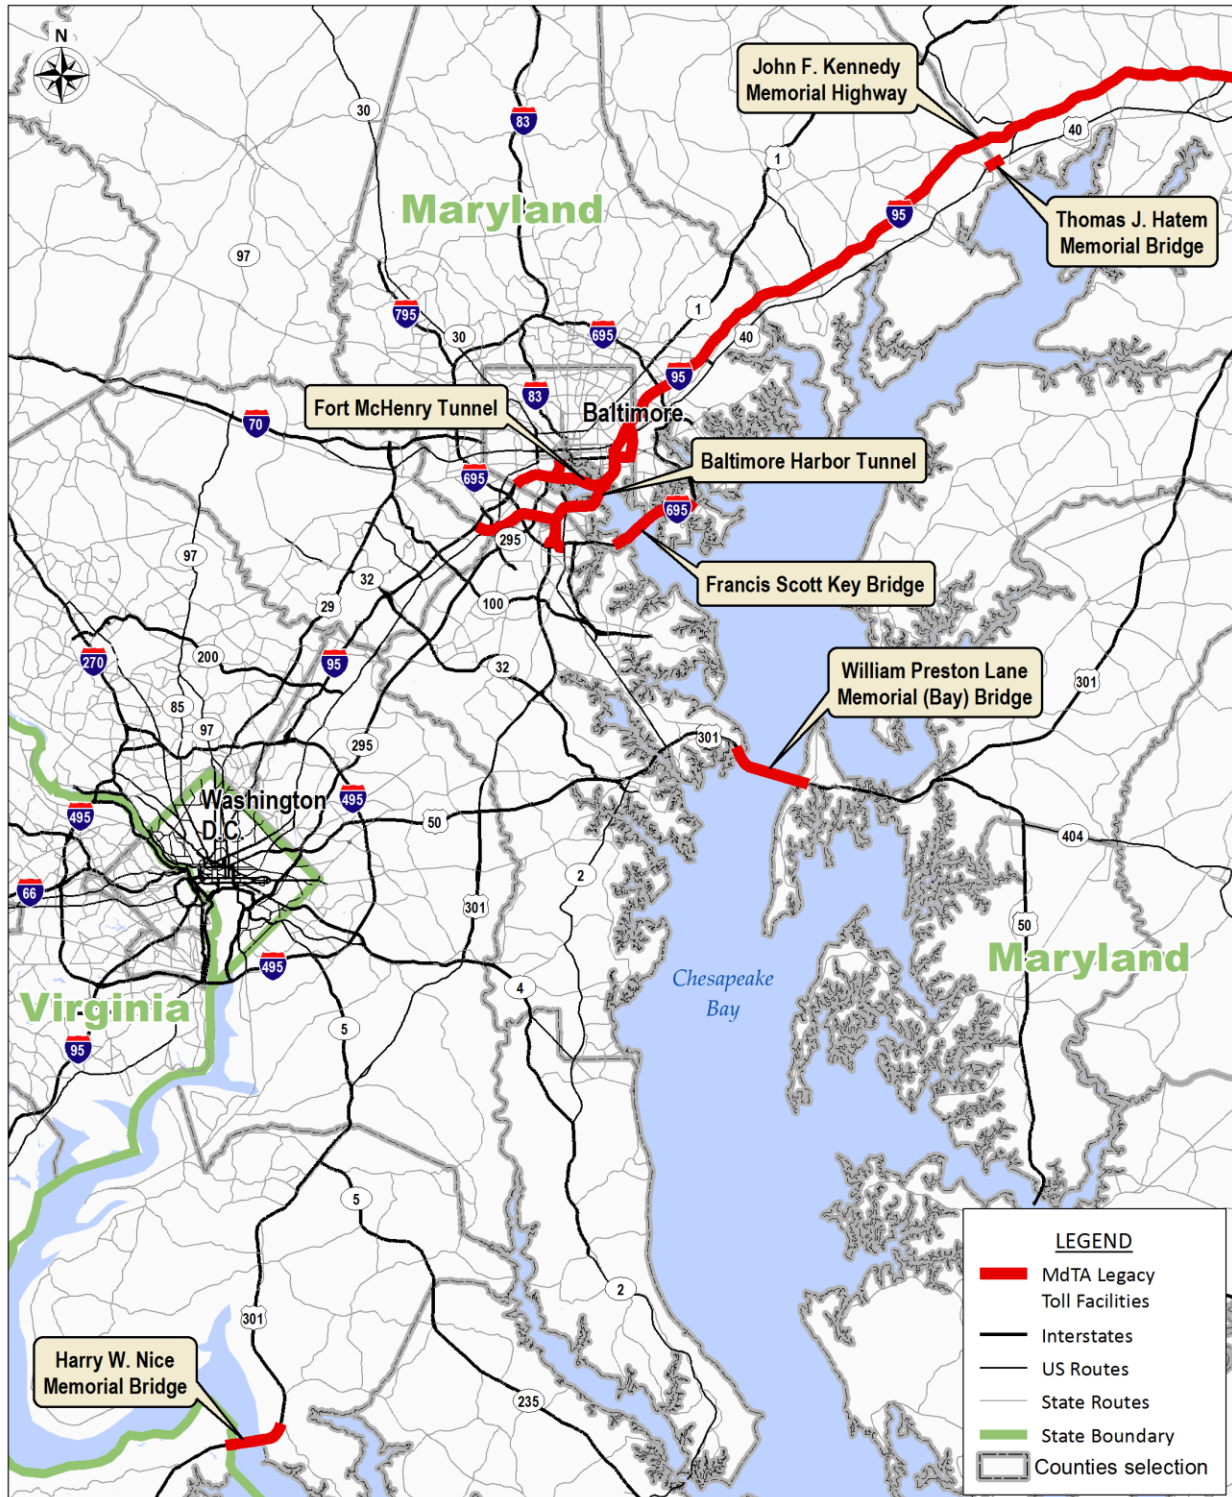 N
John F. Kennedy
Memorial Highway
30
83
40
1
Thomas J. Hatem
Memorial Bridge
Maryland
95
97
795
30
695
1
40
95
83
Fort McHenry Tunnel
Baltimore
70
Baltimore Harbor Tunnel
695
695
295
97
32
Francis Scott Key Bridge
29
100
200
95
32
270
William Preston Lane
Memorial (Bay) Bridge
301
85
97
295
301
Washington
D.C.
495
495
50
404
66
2
301
50
495
Maryland
Chesapeake
Bay
4
Virginia
5
95
5
2
301
235
Harry W. Nice
Memorial Bridge
LEGEND
MdTA Legacy
Toll Facilities
Interstates
US Routes
State Routes
State Boundary
Counties selection